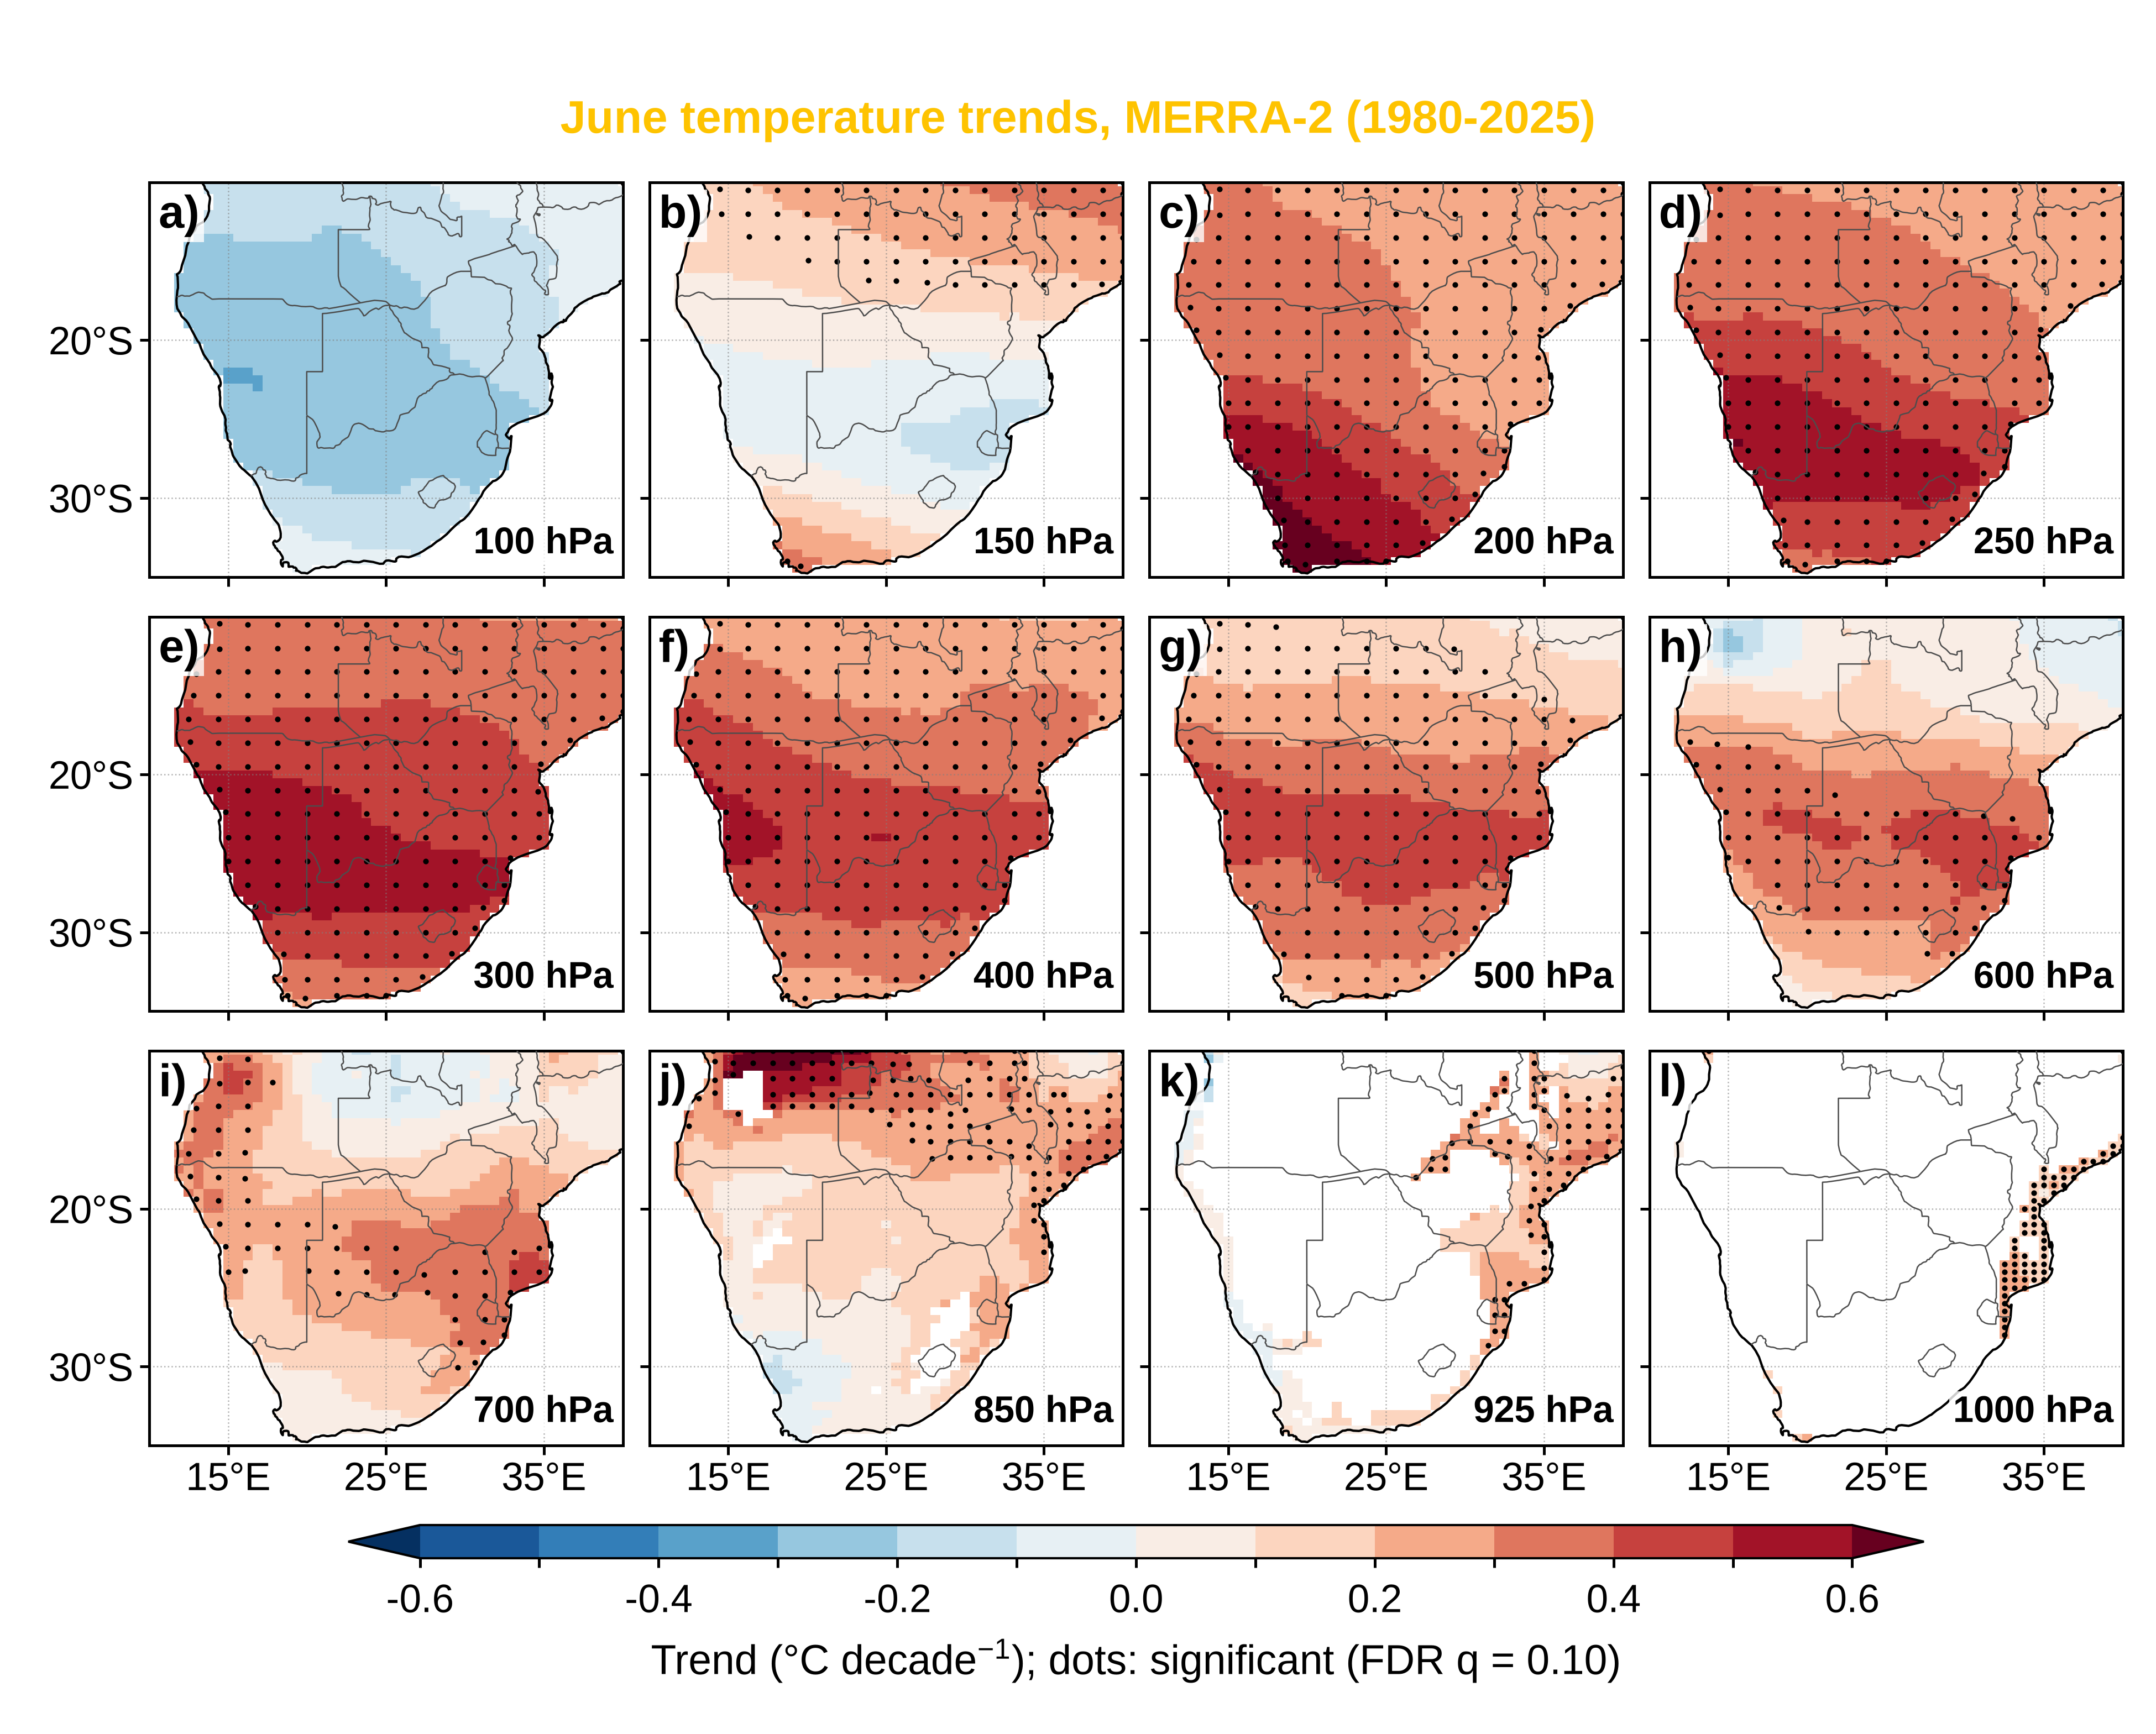 June temperature trends, MERRA-2 (1980-2025)
a) b) c) d)
20°S
30°S
100 hPa 150 hPa 200 hPa 250 hPa
e) f) g) h)
20°S
30°S
300 hPa 400 hPa 500 hPa 600 hPa
i) j) k) l)
20°S
30°S
700 hPa 850 hPa 925 hPa 1000 hPa
15°E 25°E 35°E 15°E 25°E 35°E 15°E 25°E 35°E 15°E 25°E 35°E
-0.6 -0.4 -0.2 0.0 0.2 0.4 0.6
Trend (°C decade⁻¹); dots: significant (FDR q = 0.10)